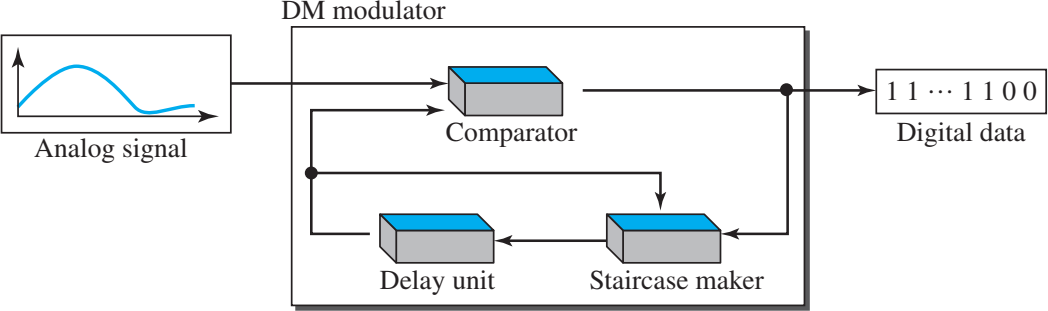 DM modulator
Analog signal
Comparator
1 1 ··· 1 1 0 0
Digital data
Delay unit
Staircase maker